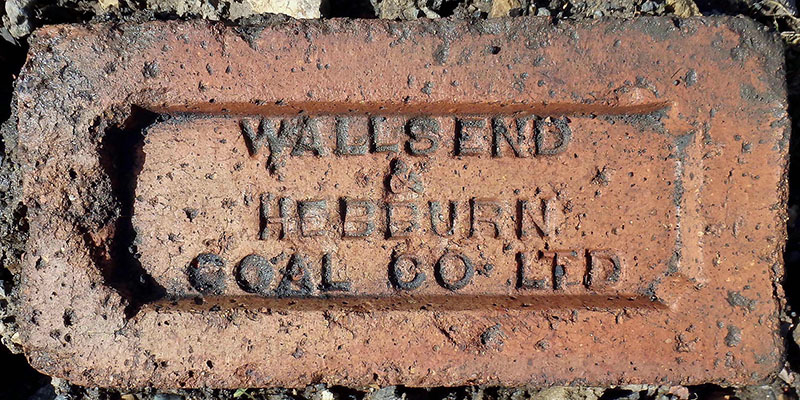 WALLSEND
&
HEBBURN
COAL CO LTD